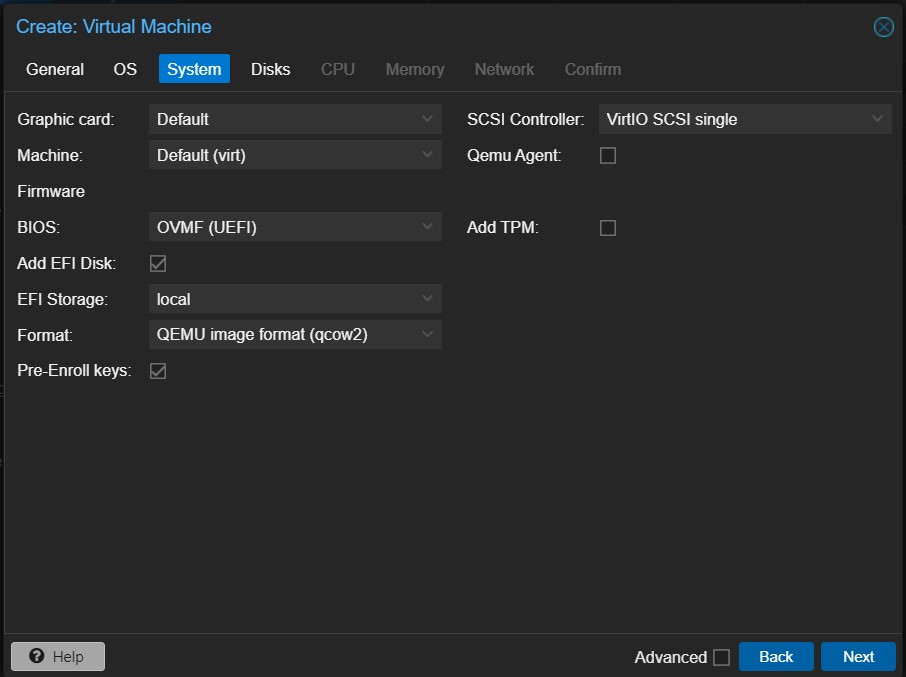 Create: Virtual Machine
General OS System Disks CPU Memory Network Confirm
Graphic card: Default SCSI Controller: VirtIO SCSI single
Machine: Default (virt) Qemu Agent:
Firmware
BIOS: OVMF (UEFI) Add TPM:
Add EFI Disk:
EFI Storage: local
Format: QEMU image format (qcow2)
Pre-Enroll keys:
Help Advanced Back Next